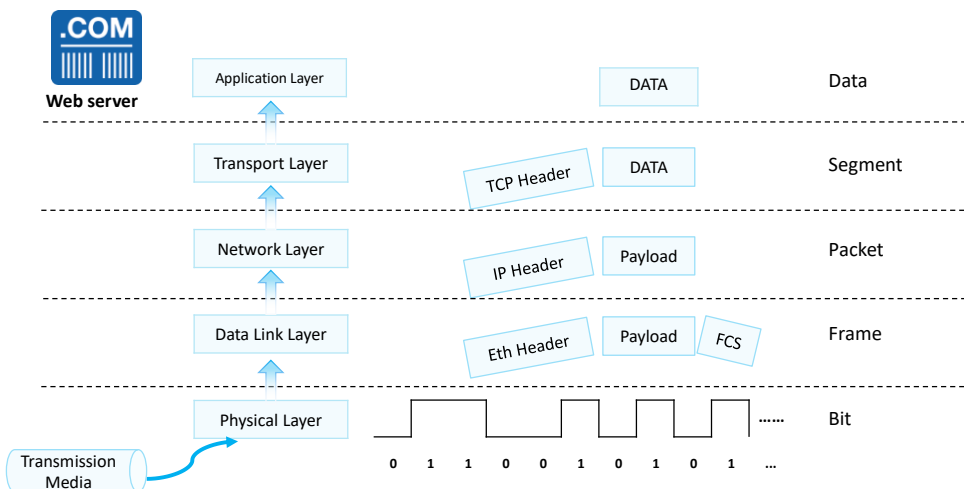 .COM
Web server
Application Layer
DATA
Data
Transport Layer
TCP Header
DATA
Segment
Network Layer
IP Header
Payload
Packet
Data Link Layer
Eth Header
Payload
FCS
Frame
Physical Layer
......
Bit
Transmission
Media
0 1 1 0 0 1 0 1 0 1 ...